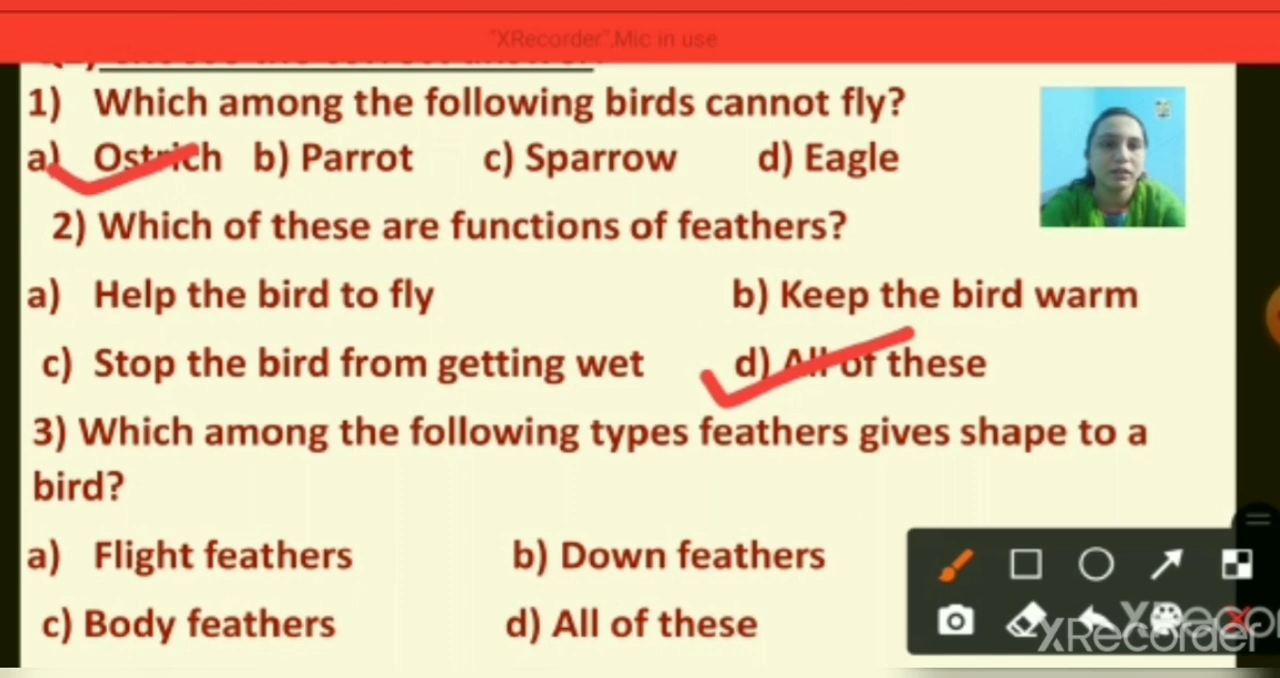 "XRecorder",Mic in use
1) Which among the following birds cannot fly?
a) Ostrich b) Parrot c) Sparrow d) Eagle
2) Which of these are functions of feathers?
a) Help the bird to fly b) Keep the bird warm
c) Stop the bird from getting wet d) All of these
3) Which among the following types feathers gives shape to a
bird?
a) Flight feathers b) Down feathers
c) Body feathers d) All of these
XRecorder